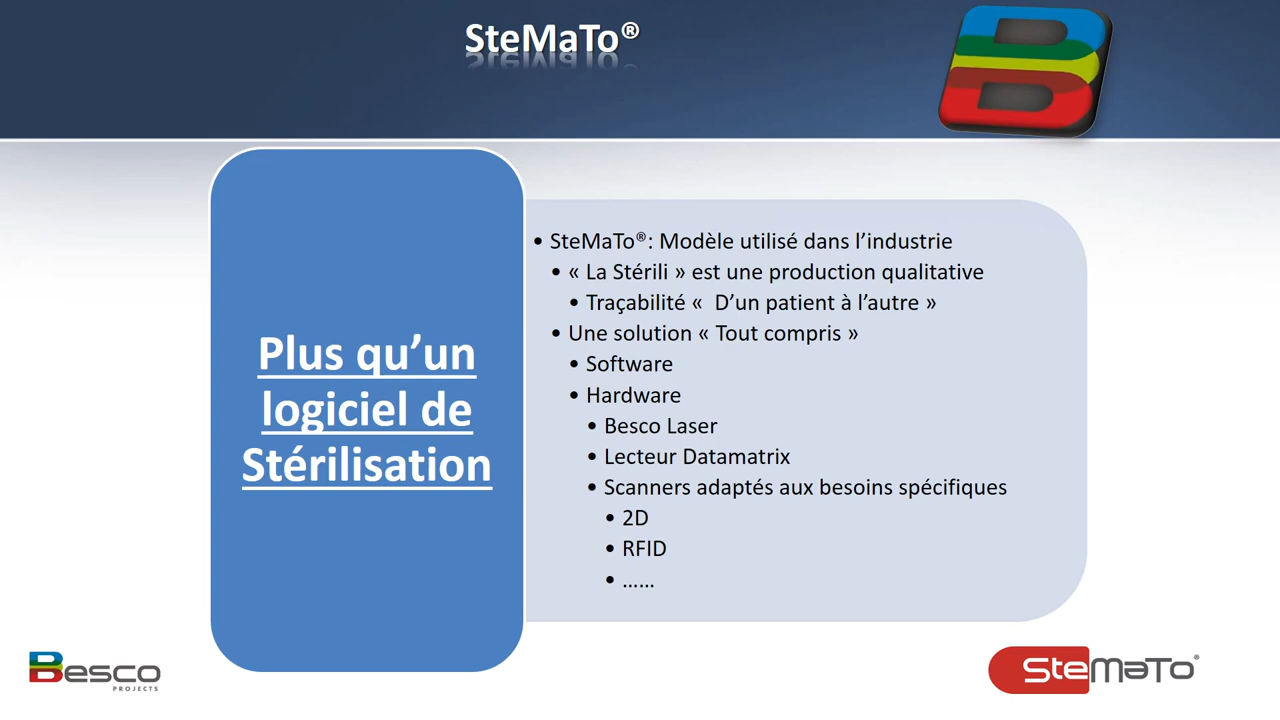 SteMaTo®
Plus qu’un
logiciel de
Stérilisation
• SteMaTo®: Modèle utilisé dans l’industrie
• « La Stérili » est une production qualitative
• Traçabilité «  D’un patient à l’autre »
• Une solution « Tout compris »
• Software
• Hardware
• Besco Laser
• Lecteur Datamatrix
• Scanners adaptés aux besoins spécifiques
• 2D
• RFID
• ......
Besco
PROJECTS
SteMaTo®